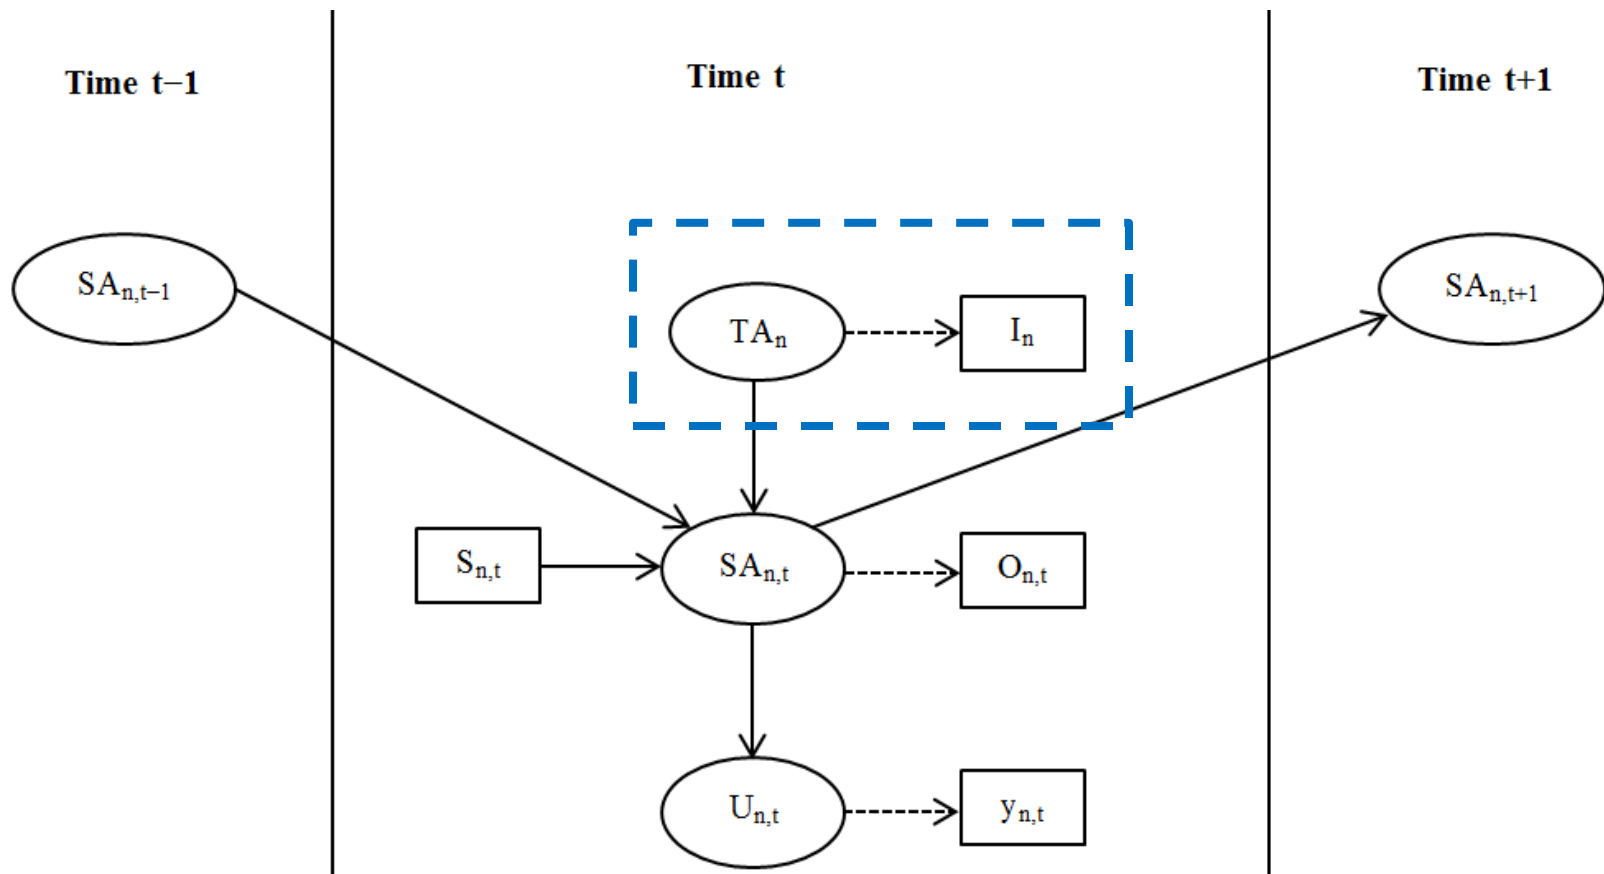 Time t−1
Time t
Time t+1
SAn,t−1
SAn,t+1
TAn
In
Sn,t
SAn,t
On,t
Un,t
yn,t